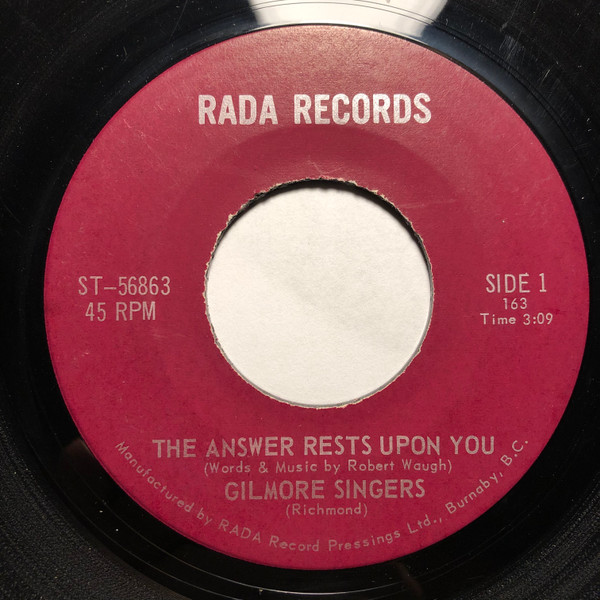 RADA RECORDS
ST-56863
45 RPM
SIDE 1
163
Time 3:09
THE ANSWER RESTS UPON YOU
(Words & Music by Robert Waugh)
GILMORE SINGERS
(Richmond)
Manufactured by RADA Record Pressings Ltd., Burnaby, B.C.